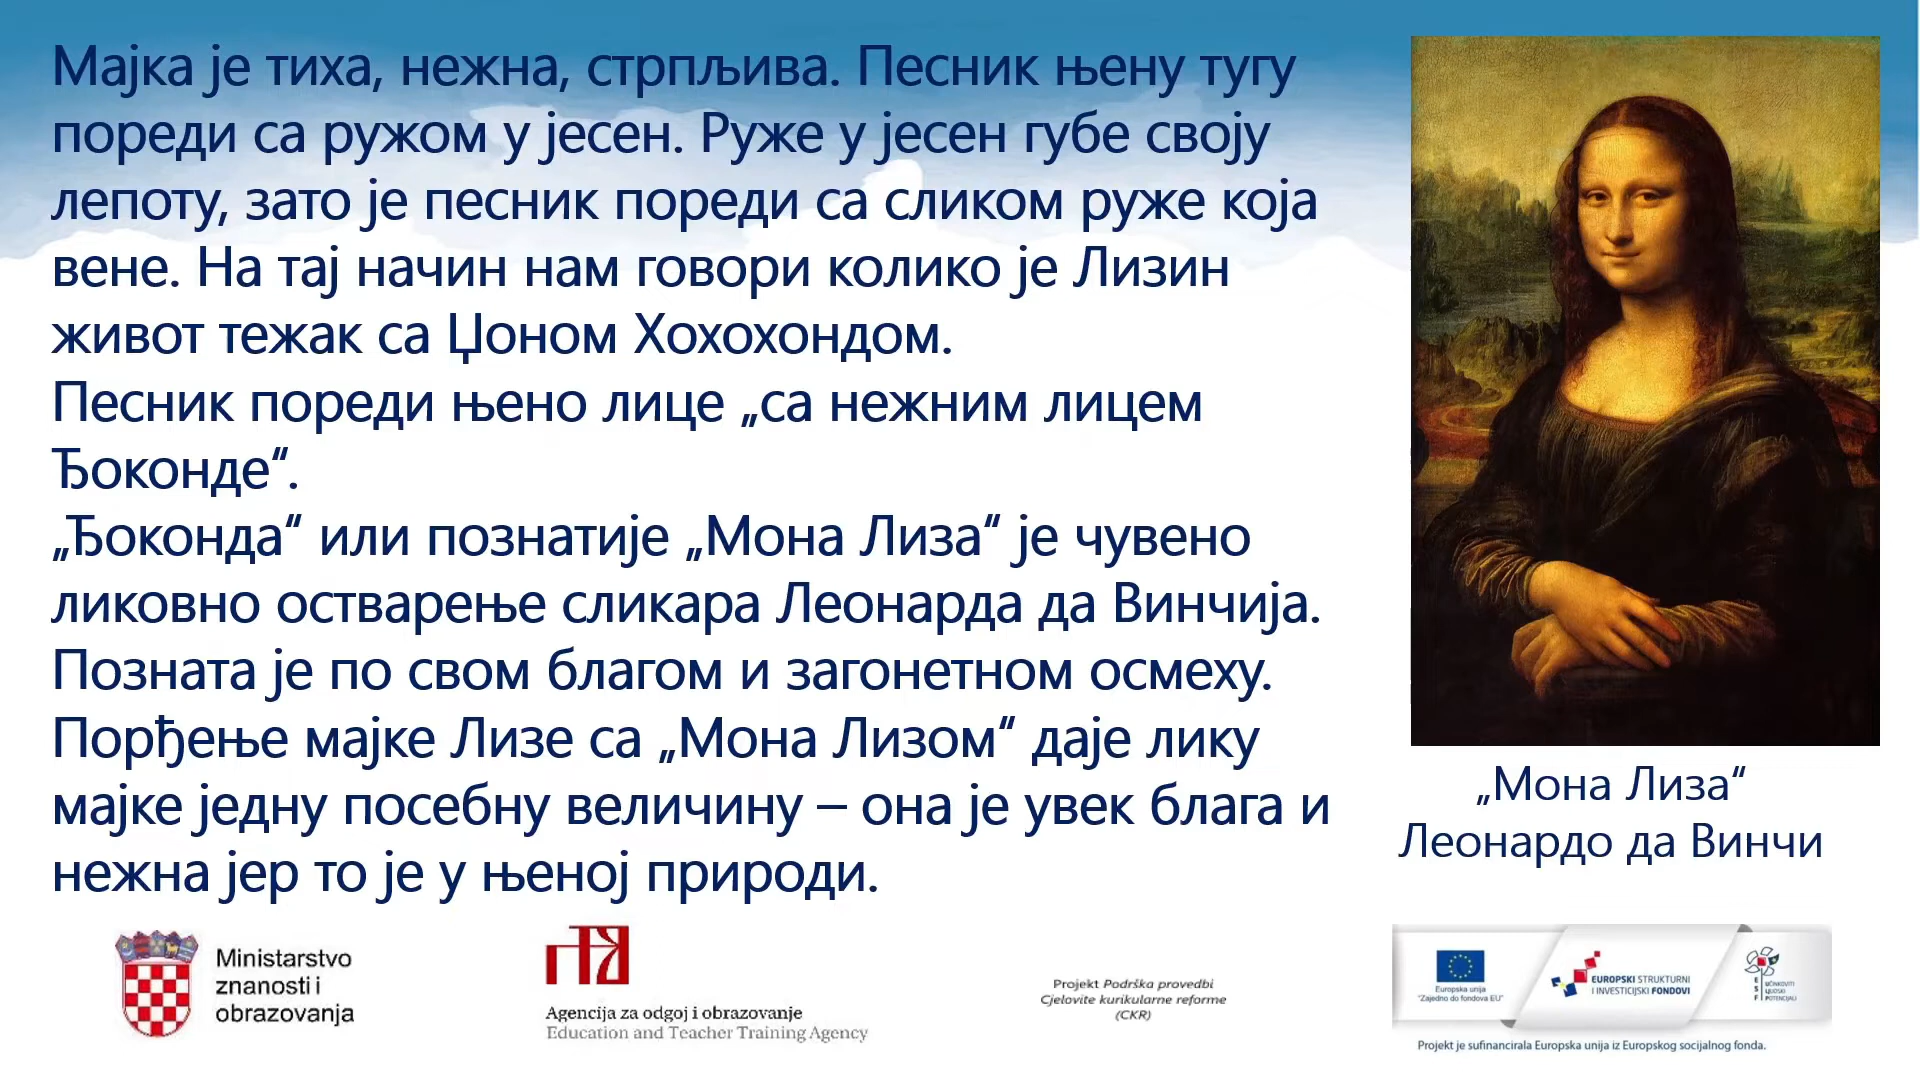 Мајка је тиха, нежна, стрпљива. Песник њену тугу
пореди са ружом у јесен. Руже у јесен губе своју
лепоту, зато је песник пореди са сликом руже која
вене. На тај начин нам говори колико је Лизин
живот тежак са Џоном Хохохондом.
Песник пореди њено лице „са нежним лицем
Ђоконде“.
„Ђоконда“ или познатије „Мона Лиза“ је чувено
ликовно остварење сликара Леонарда да Винчија.
Позната је по свом благом и загонетном осмеху.
Порђење мајке Лизе са „Мона Лизом“ даје лику
мајке једну посебну величину – она је увек блага и
нежна јер то је у њеној природи.
„Мона Лиза“
Леонардо да Винчи
Ministarstvo
znanosti i
obrazovanja
Agencija za odgoj i obrazovanje
Education and Teacher Training Agency
Projekt Podrška provedbi
Cjelovite kurikularne reforme
(CKR)
Europska unija
"Zajedno do fondova EU"
EUROPSKI STRUKTURNI
I INVESTICIJSKI FONDOVI
ESF
UČINKOVITI
LJUDSKI
POTENCIJALI
Projekt je sufinancirala Europska unija iz Europskog socijalnog fonda.